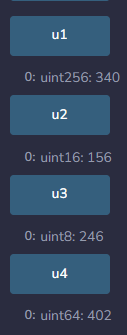 u1
0: uint256: 340
u2
0: uint16: 156
u3
0: uint8: 246
u4
0: uint64: 402